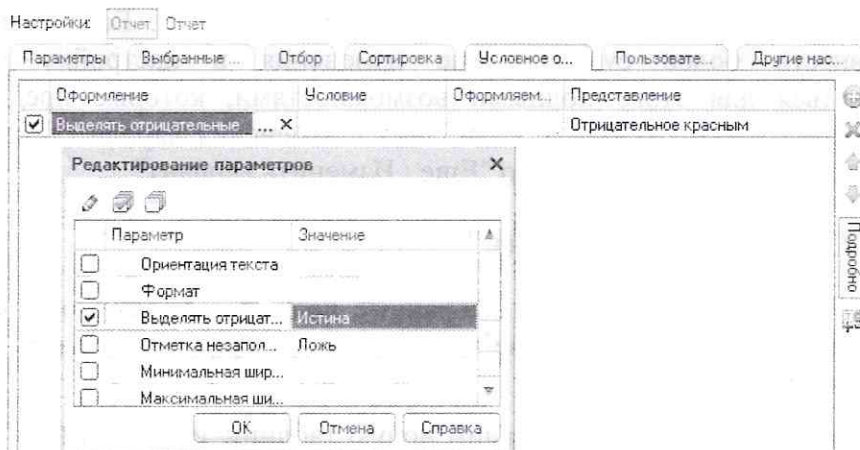 Настройки: Отчет Отчет
Параметры Выбранные ... Отбор Сортировка Условное о... Пользовате... Другие нас...
Оформление Условие Оформляем... Представление
Выделять отрицательные ... × Отрицательное красным
Редактирование параметров ×
Параметр Значение
Ориентация текста
Формат
Выделять отрицат... Истина
Отметка незапол... Ложь
Минимальная шир...
Максимальная ши...
ОК Отмена Справка
Подробно